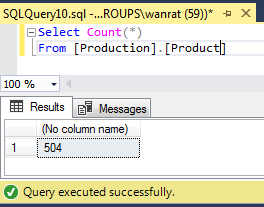 SQLQuery10.sql -...ROUPS\wanrat (59))*
Select Count(*)
From [Production].[Product]
100 %
Results Messages
(No column name)
1 504
Query executed successfully.